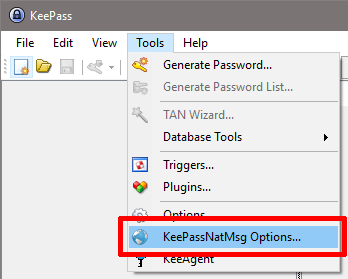 KeePass
File Edit View Tools Help
Generate Password...
Generate Password List...
TAN Wizard...
Database Tools
Triggers...
Plugins...
Options...
KeePassNatMsg Options...
KeeAgent